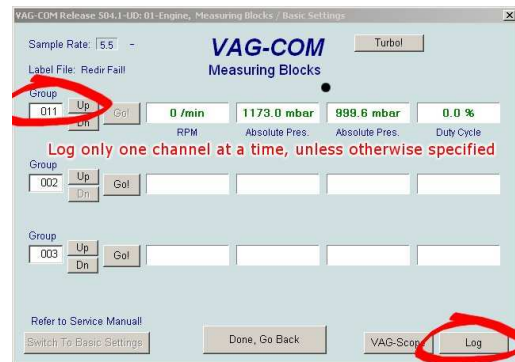 VAG-COM Release 504.1-UD: 01-Engine, Measuring Blocks / Basic Settings
Sample Rate: 5.5 -
VAG-COM
Turbo!
Label File: Redir Fail!
Measuring Blocks
Group
011 Up Dn Go! 0 /min 1173.0 mbar 999.6 mbar 0.0 %
RPM Absolute Pres. Absolute Pres. Duty Cycle
Log only one channel at a time, unless otherwise specified
Group
002 Up Dn Go!
Group
003 Up Dn Go!
Refer to Service Manual!
Switch To Basic Settings Done, Go Back VAG-Scope Log